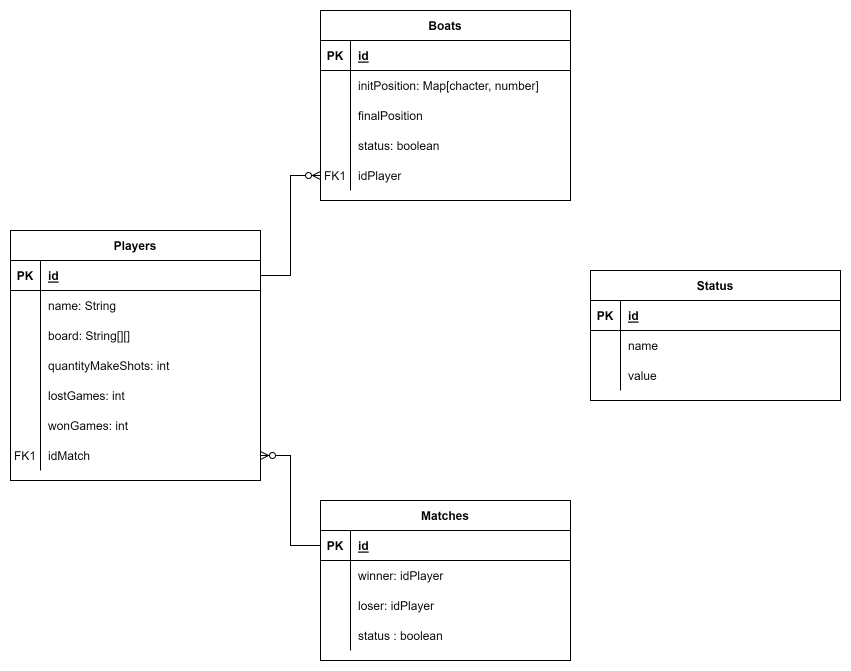 Boats
PK id
initPosition: Map[chacter, number]
finalPosition
status: boolean
FK1 idPlayer
Players
PK id
name: String
board: String[][]
quantityMakeShots: int
lostGames: int
wonGames: int
FK1 idMatch
Status
PK id
name
value
Matches
PK id
winner: idPlayer
loser: idPlayer
status : boolean